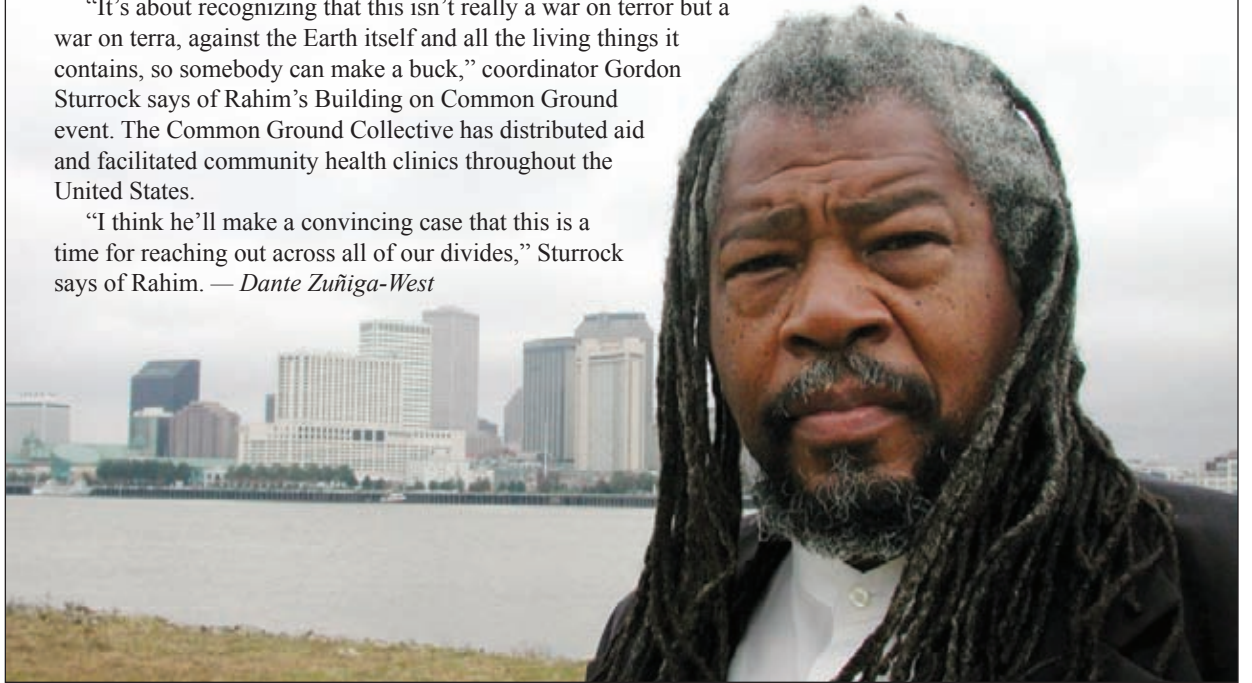 “It’s about recognizing that this isn’t really a war on terror but a
war on terra, against the Earth itself and all the living things it
contains, so somebody can make a buck,” coordinator Gordon
Sturrock says of Rahim’s Building on Common Ground
event. The Common Ground Collective has distributed aid
and facilitated community health clinics throughout the
United States.
“I think he’ll make a convincing case that this is a
time for reaching out across all of our divides,” Sturrock
says of Rahim. — Dante Zuñiga-West